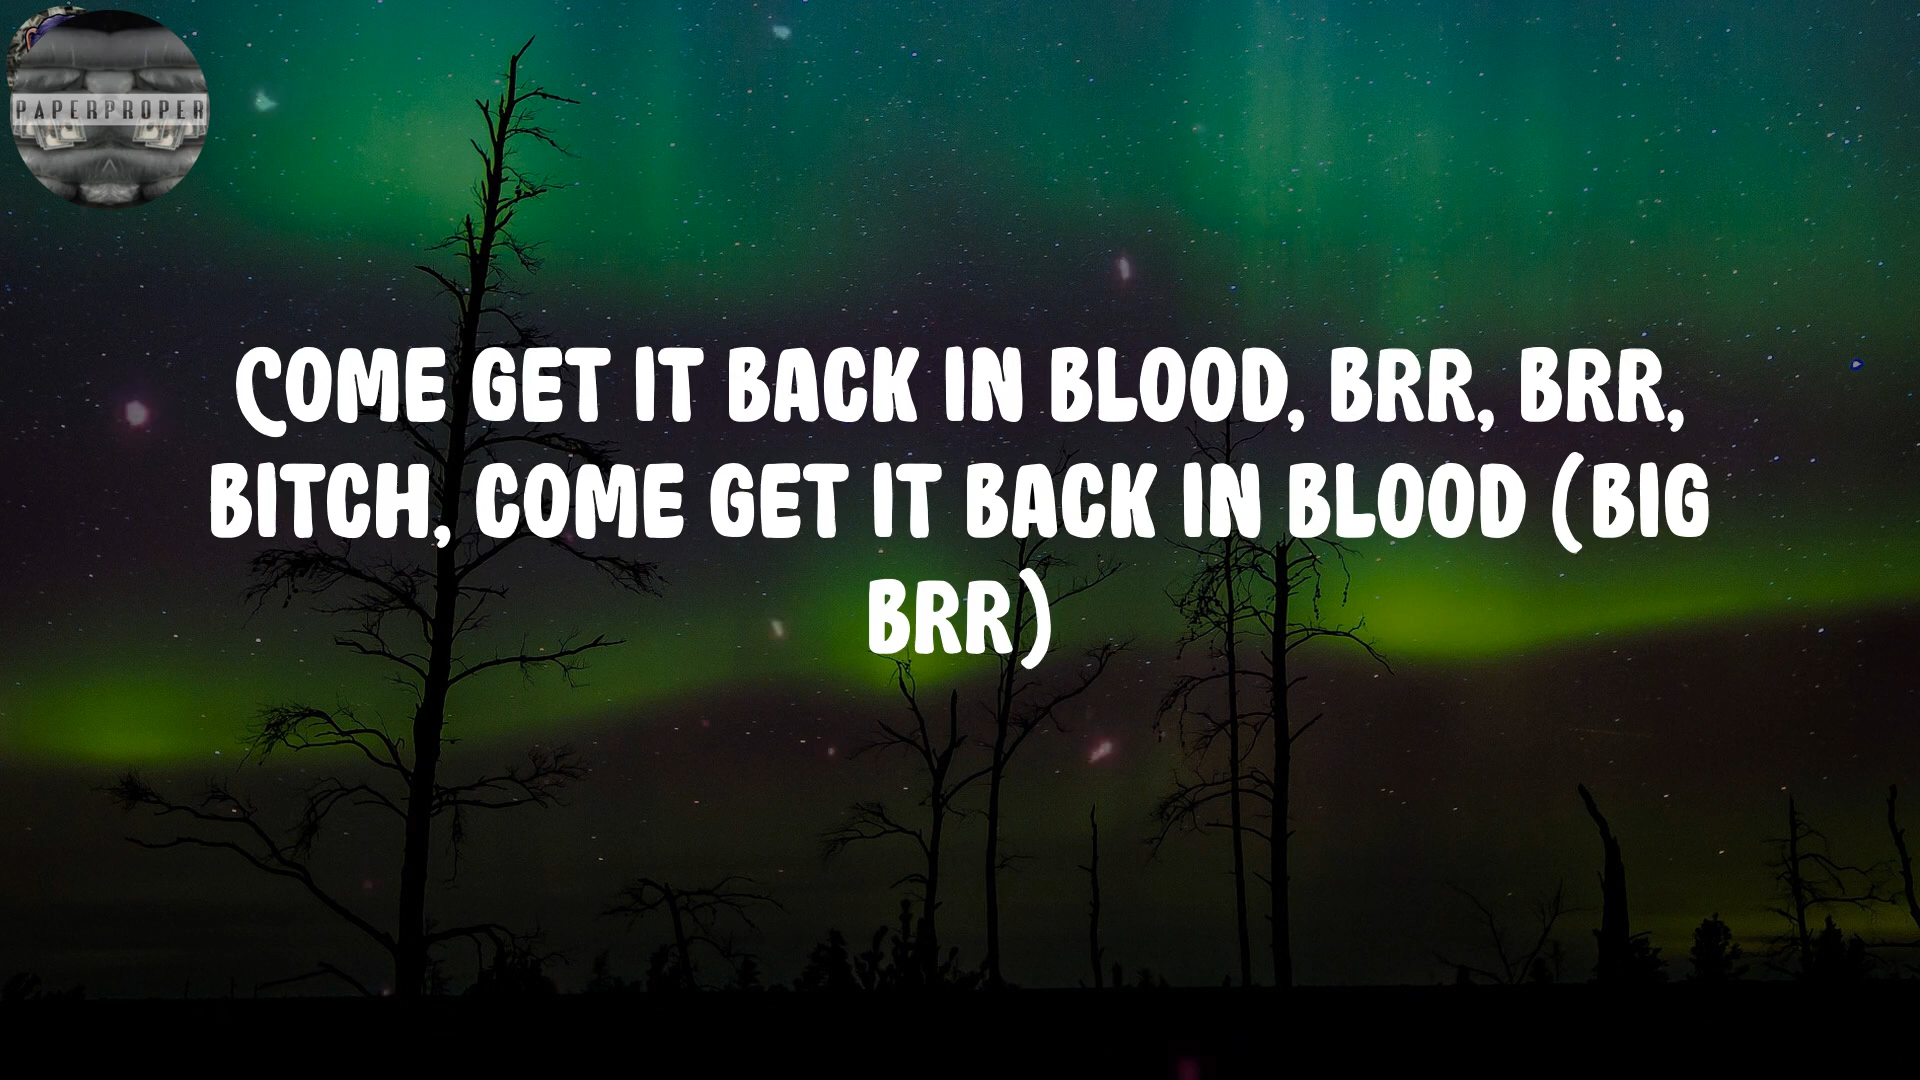 PAPERPROPER
Come get it back in blood, brr, brr,
bitch, come get it back in blood (big
brr)